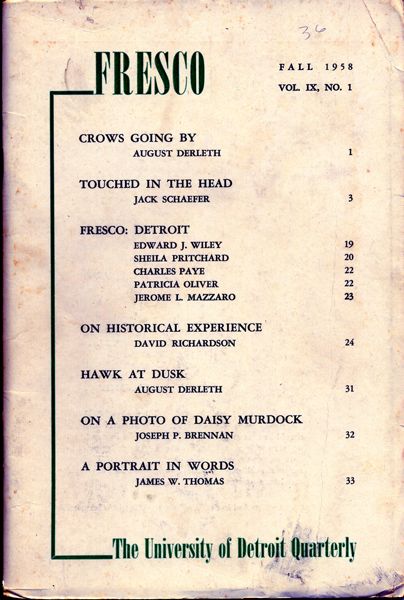 36
FRESCO
FALL 1958
VOL. IX, NO. 1
CROWS GOING BY
AUGUST DERLETH 1
TOUCHED IN THE HEAD
JACK SCHAEFER 3
FRESCO: DETROIT
EDWARD J. WILEY 19
SHEILA PRITCHARD 20
CHARLES PAYE 22
PATRICIA OLIVER 22
JEROME L. MAZZARO 23
ON HISTORICAL EXPERIENCE
DAVID RICHARDSON 24
HAWK AT DUSK
AUGUST DERLETH 31
ON A PHOTO OF DAISY MURDOCK
JOSEPH P. BRENNAN 32
A PORTRAIT IN WORDS
JAMES W. THOMAS 33
The University of Detroit Quarterly